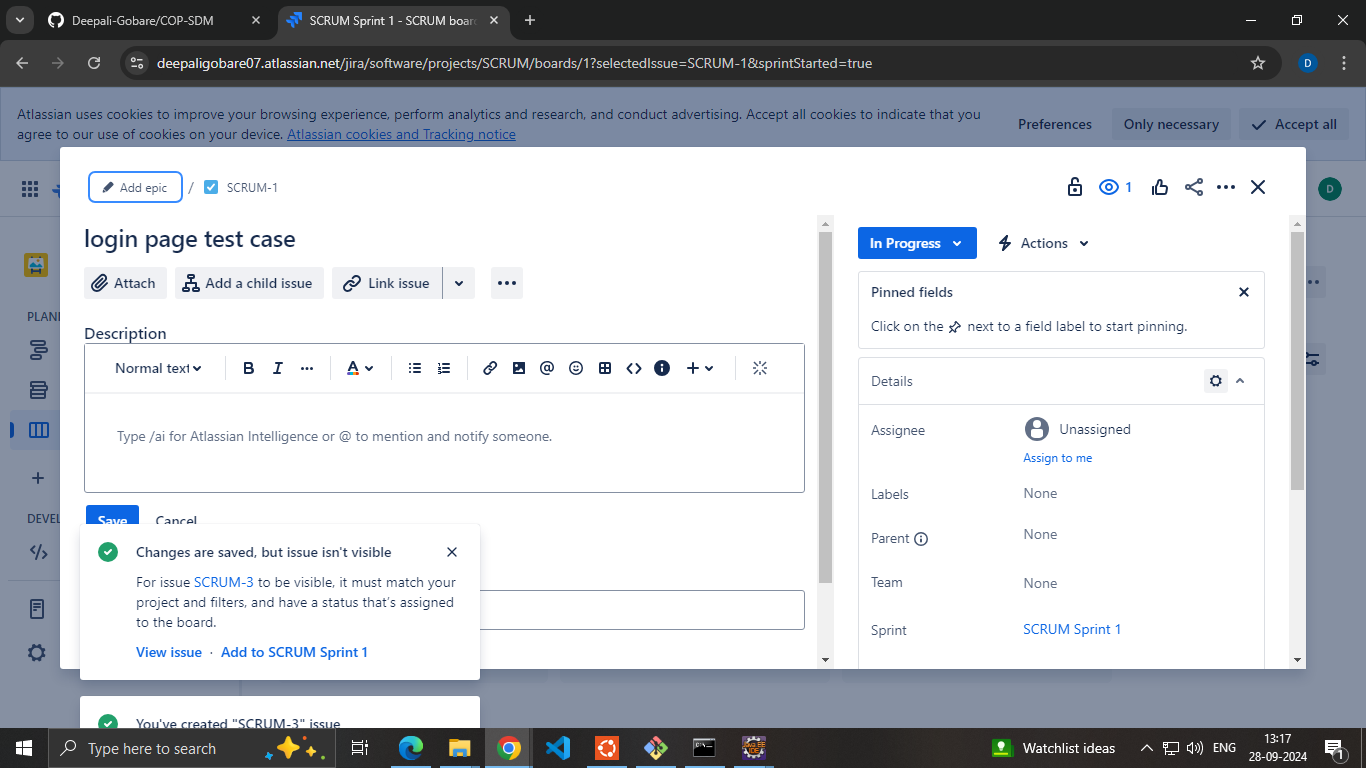 Deepali-Gobare/COP-SDM
SCRUM Sprint 1 - SCRUM board
deepaligobare07.atlassian.net/jira/software/projects/SCRUM/boards/1?selectedIssue=SCRUM-1&sprintStarted=true
D
Atlassian uses cookies to improve your browsing experience, perform analytics and research, and conduct advertising. Accept all cookies to indicate that you
agree to our use of cookies on your device. Atlassian cookies and Tracking notice
Preferences
Only necessary
Accept all
Add epic
/
SCRUM-1
1
D
login page test case
Attach
Add a child issue
Link issue
In Progress
Actions
Pinned fields
Click on the next to a field label to start pinning.
PLANN
Description
Normal text
B
I
A
Type /ai for Atlassian Intelligence or @ to mention and notify someone.
Save
Cancel
Details
Assignee
Unassigned
Assign to me
Labels
None
Parent
None
Team
None
Sprint
SCRUM Sprint 1
DEVEL
Changes are saved, but issue isn't visible
For issue SCRUM-3 to be visible, it must match your
project and filters, and have a status that's assigned
to the board.
View issue · Add to SCRUM Sprint 1
You've created "SCRUM-3" issue
Type here to search
Watchlist ideas
ENG
13:17
28-09-2024
1